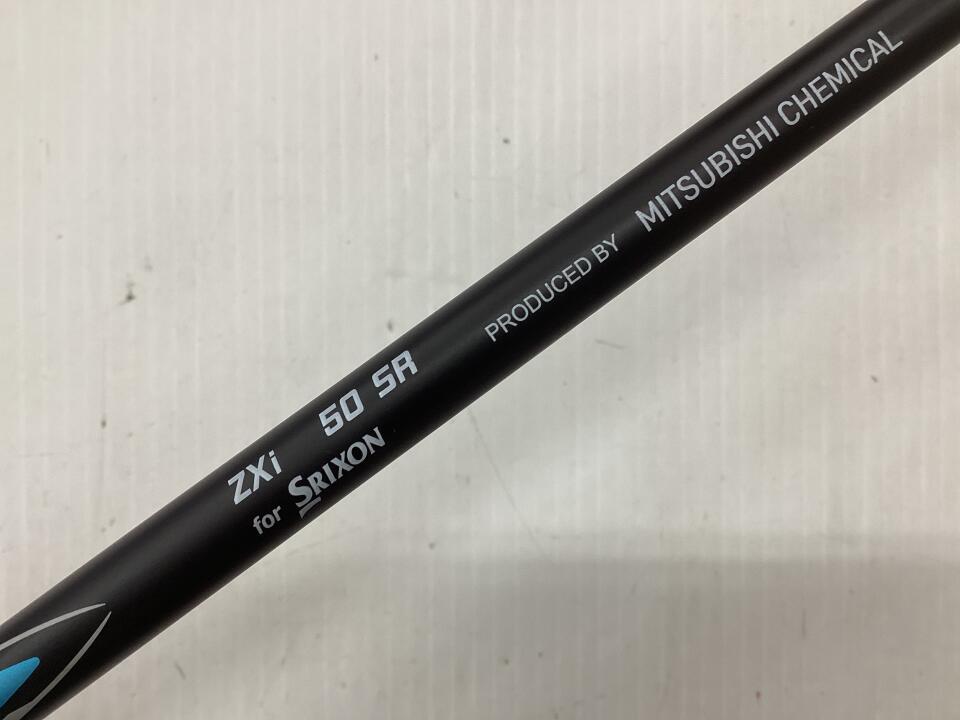 ZXi 50 SR
for SRIXON
PRODUCED BY MITSUBISHI CHEMICAL